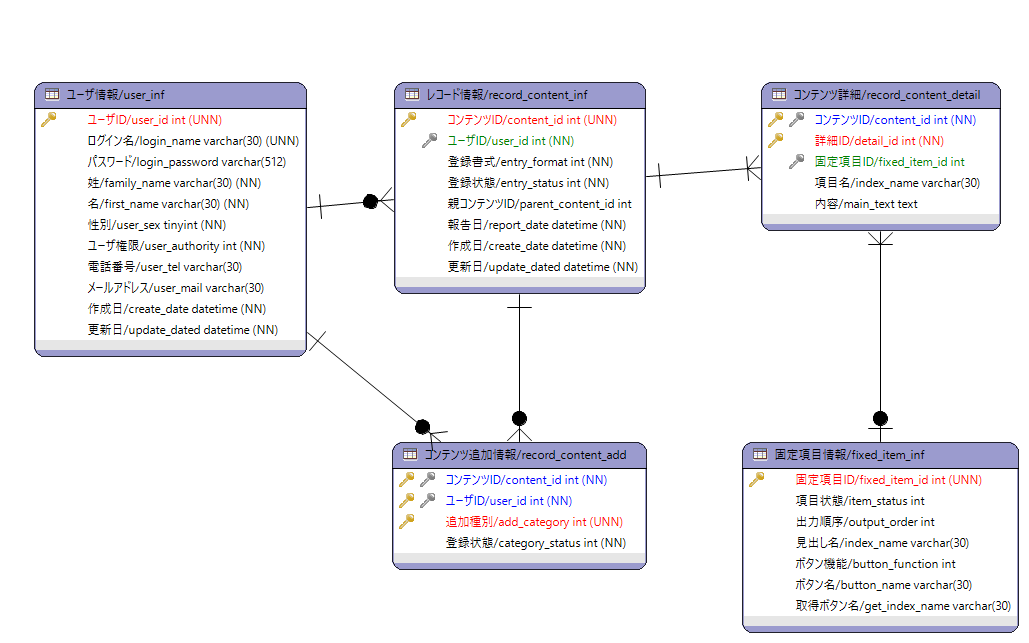 ユーザ情報/user_inf
ユーザID/user_id int (UNN)
ログイン名/login_name varchar(30) (UNN)
パスワード/login_password varchar(512)
姓/family_name varchar(30) (NN)
名/first_name varchar(30) (NN)
性別/user_sex tinyint (NN)
ユーザ権限/user_authority int (NN)
電話番号/user_tel varchar(30)
メールアドレス/user_mail varchar(30)
作成日/create_date datetime (NN)
更新日/update_dated datetime (NN)
レコード情報/record_content_inf
コンテンツID/content_id int (UNN)
ユーザID/user_id int (NN)
登録書式/entry_format int (NN)
登録状態/entry_status int (NN)
親コンテンツID/parent_content_id int
報告日/report_date datetime (NN)
作成日/create_date datetime (NN)
更新日/update_dated datetime (NN)
コンテンツ詳細/record_content_detail
コンテンツID/content_id int (NN)
詳細ID/detail_id int (NN)
固定項目ID/fixed_item_id int
項目名/index_name varchar(30)
内容/main_text text
コンテンツ追加情報/record_content_add
コンテンツID/content_id int (NN)
ユーザID/user_id int (NN)
追加種別/add_category int (UNN)
登録状態/category_status int (NN)
固定項目情報/fixed_item_inf
固定項目ID/fixed_item_id int (UNN)
項目状態/item_status int
出力順序/output_order int
見出し名/index_name varchar(30)
ボタン機能/button_function int
ボタン名/button_name varchar(30)
取得ボタン名/get_index_name varchar(30)